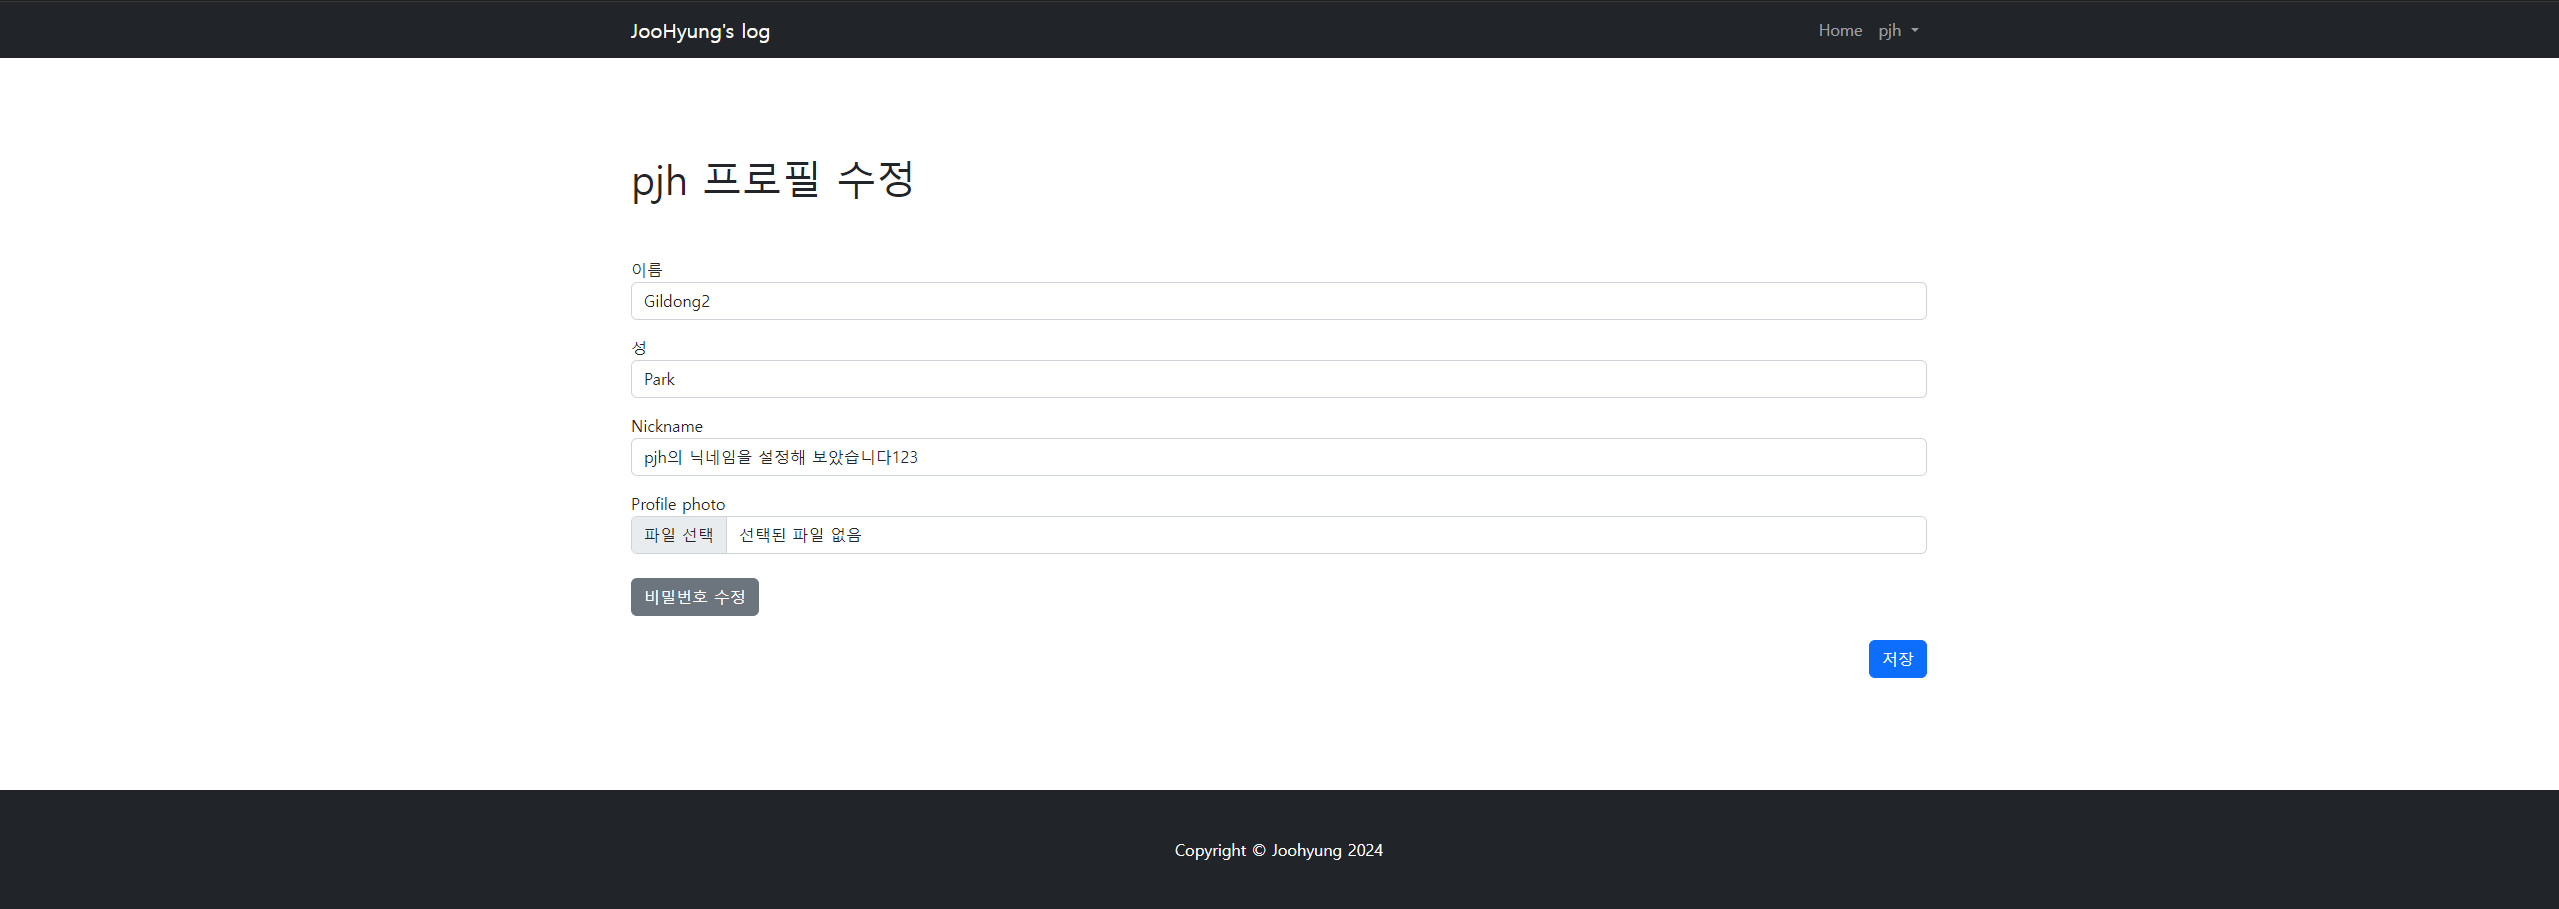 JooHyung's log
Home pjh
pjh 프로필 수정
이름
Gildong2
성
Park
Nickname
pjh의 닉네임을 설정해 보았습니다123
Profile photo
파일 선택 선택된 파일 없음
비밀번호 수정
저장
Copyright © Joohyung 2024